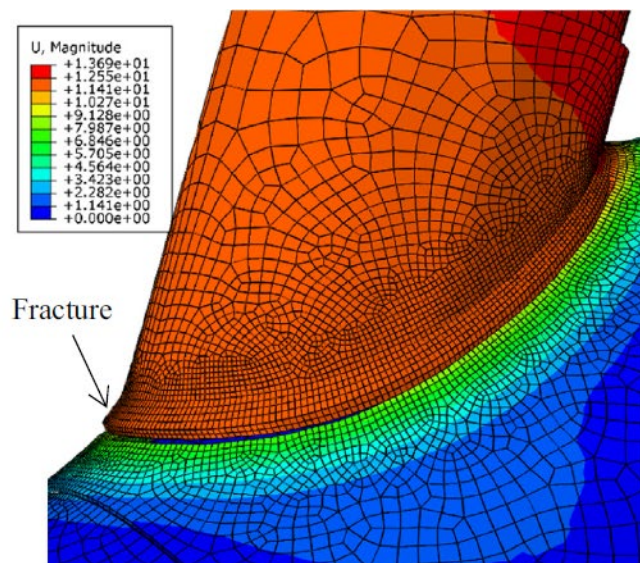 U, Magnitude
+1.369e+01
+1.255e+01
+1.141e+01
+1.027e+01
+9.128e+00
+7.987e+00
+6.846e+00
+5.705e+00
+4.564e+00
+3.423e+00
+2.282e+00
+1.141e+00
+0.000e+00
Fracture